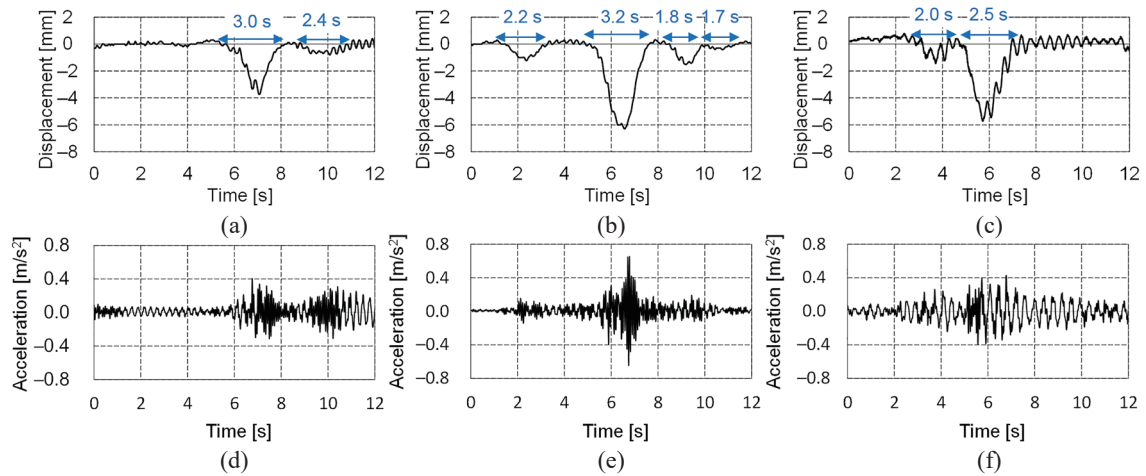 3.0 s 2.4 s
2.2 s 3.2 s 1.8 s 1.7 s
2.0 s 2.5 s
Displacement [mm]
2
0
–2
–4
–6
–8
0 2 4 6 8 10 12
Time [s]
(a)
Displacement [mm]
2
0
–2
–4
–6
–8
0 2 4 6 8 10 12
Time [s]
(b)
Displacement [mm]
2
0
–2
–4
–6
–8
0 2 4 6 8 10 12
Time [s]
(c)
Acceleration [m/s²]
0.8
0.4
0.0
–0.4
–0.8
0 2 4 6 8 10 12
Time [s]
(d)
Acceleration [m/s²]
0.8
0.4
0.0
–0.4
–0.8
0 2 4 6 8 10 12
Time [s]
(e)
Acceleration [m/s²]
0.8
0.4
0.0
–0.4
–0.8
0 2 4 6 8 10 12
Time [s]
(f)